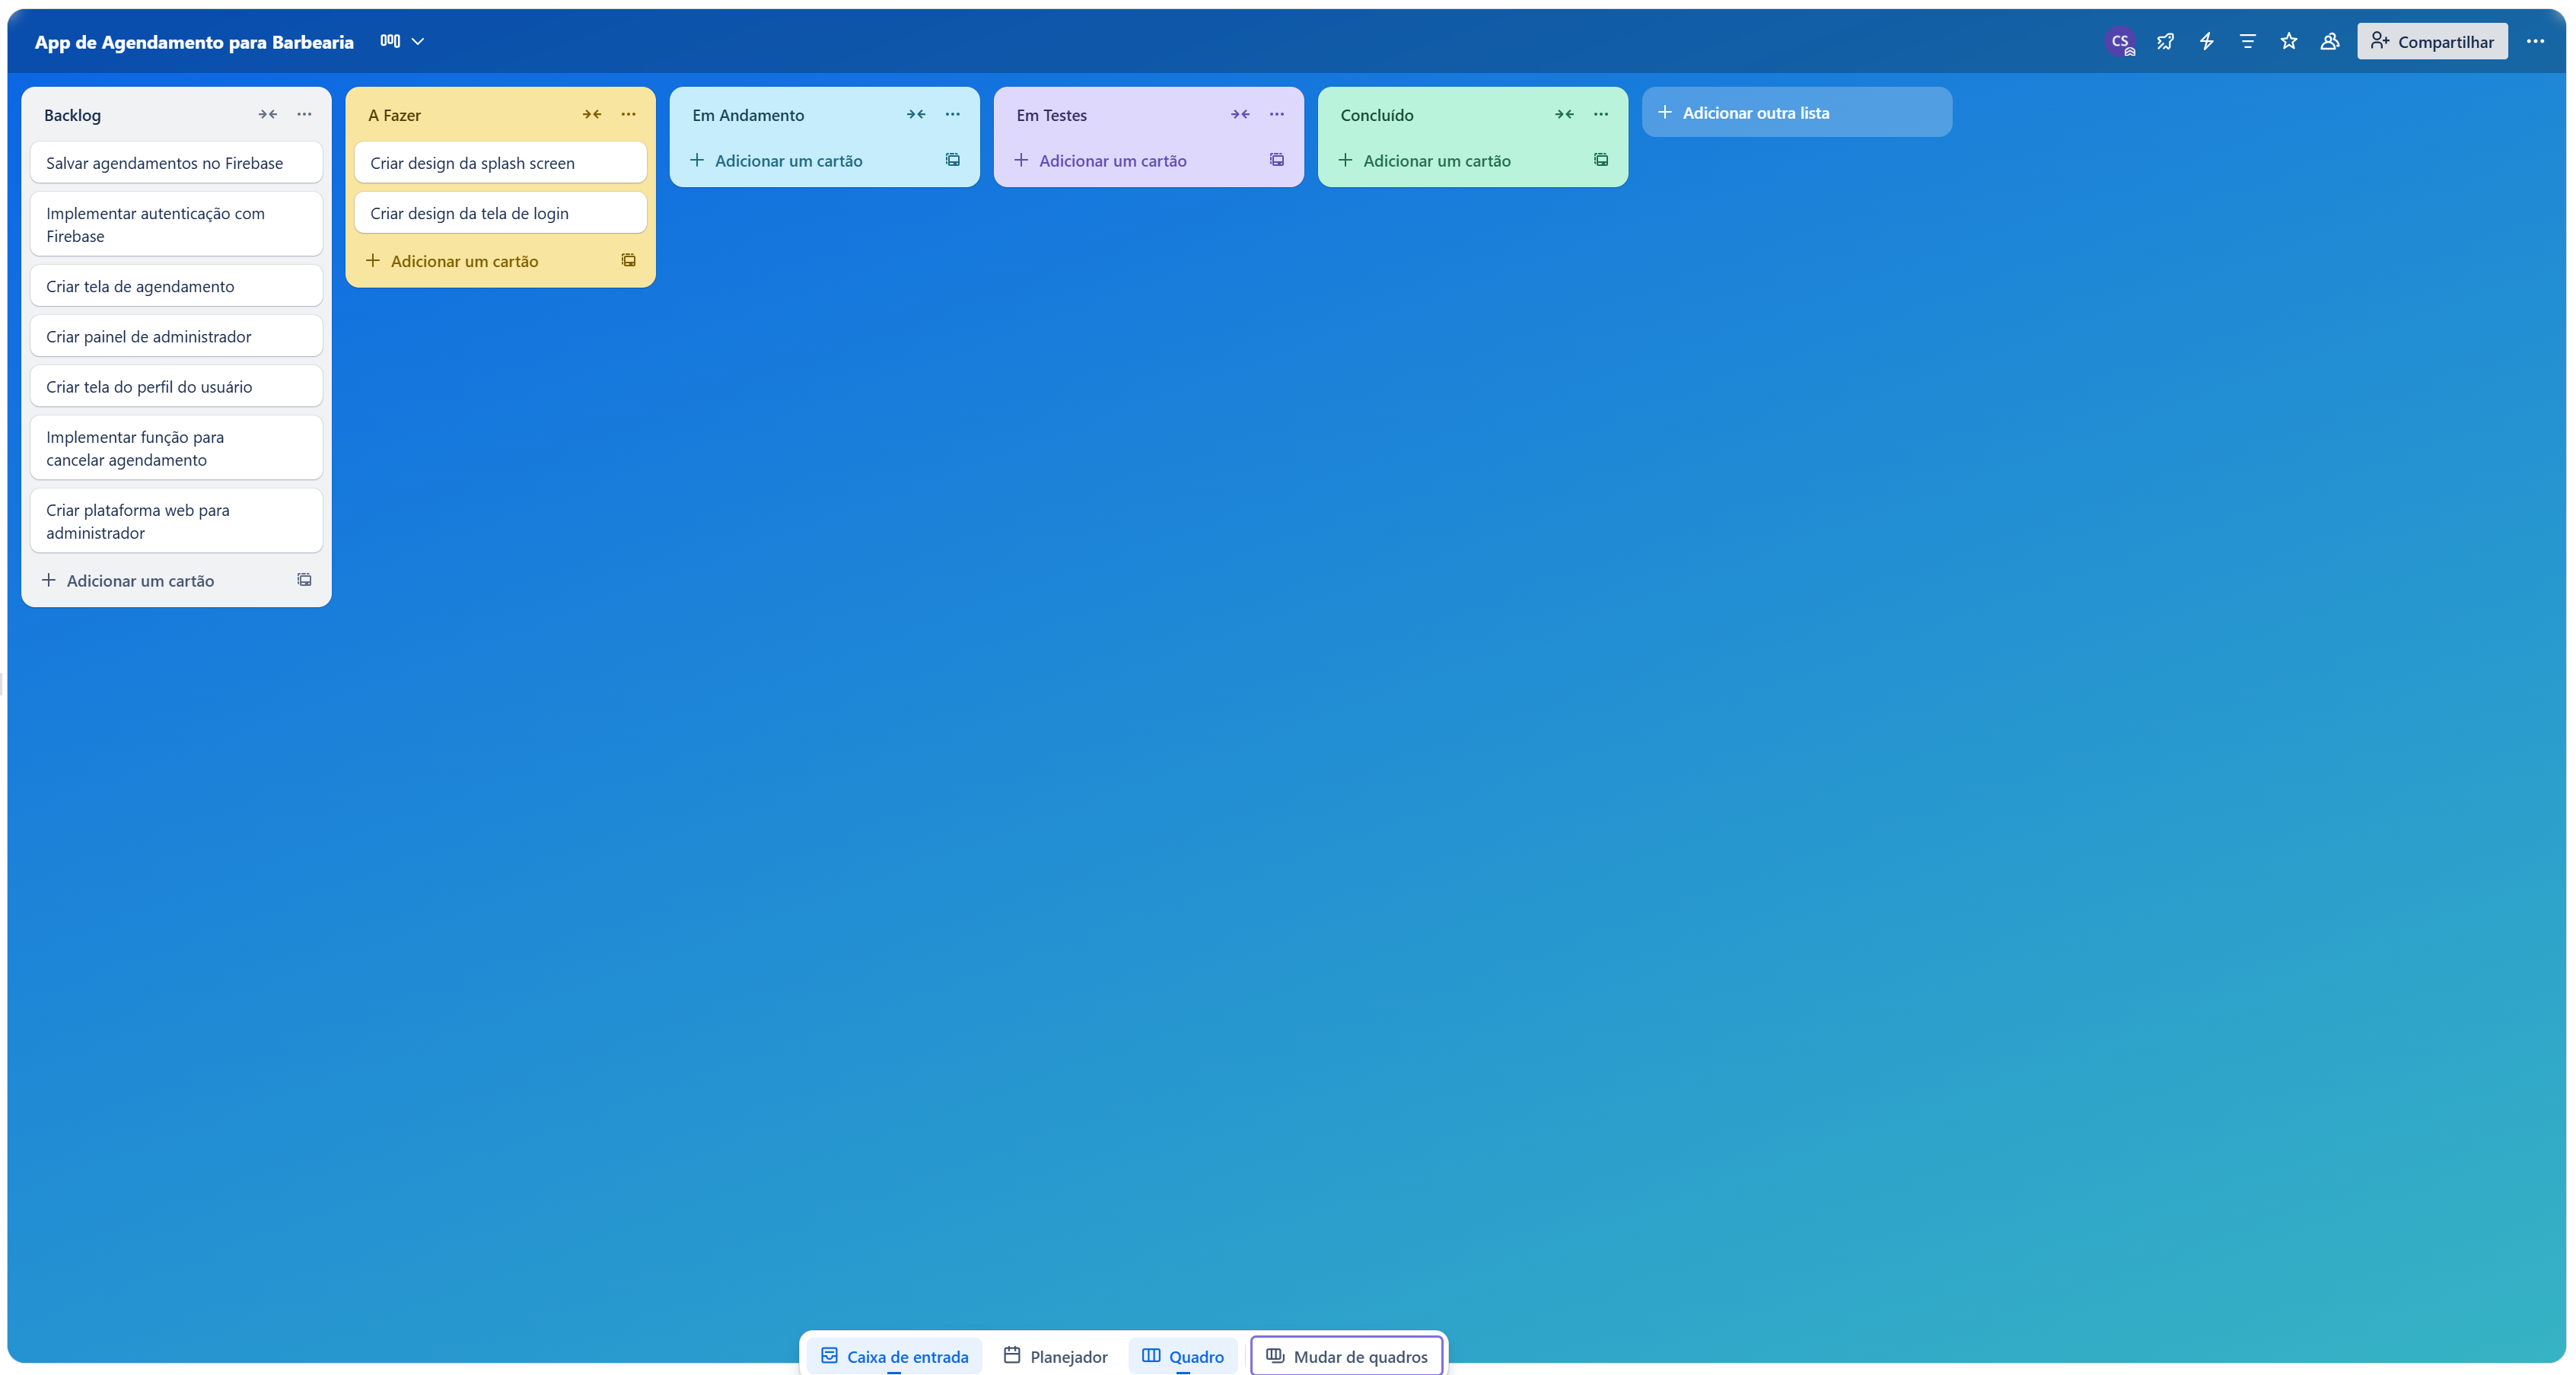 App de Agendamento para Barbearia
CS
Compartilhar
Backlog
Salvar agendamentos no Firebase
Implementar autenticação com
Firebase
Criar tela de agendamento
Criar painel de administrador
Criar tela do perfil do usuário
Implementar função para
cancelar agendamento
Criar plataforma web para
administrador
Adicionar um cartão
A Fazer
Criar design da splash screen
Criar design da tela de login
Adicionar um cartão
Em Andamento
Adicionar um cartão
Em Testes
Adicionar um cartão
Concluído
Adicionar um cartão
Adicionar outra lista
Caixa de entrada
Planejador
Quadro
Mudar de quadros